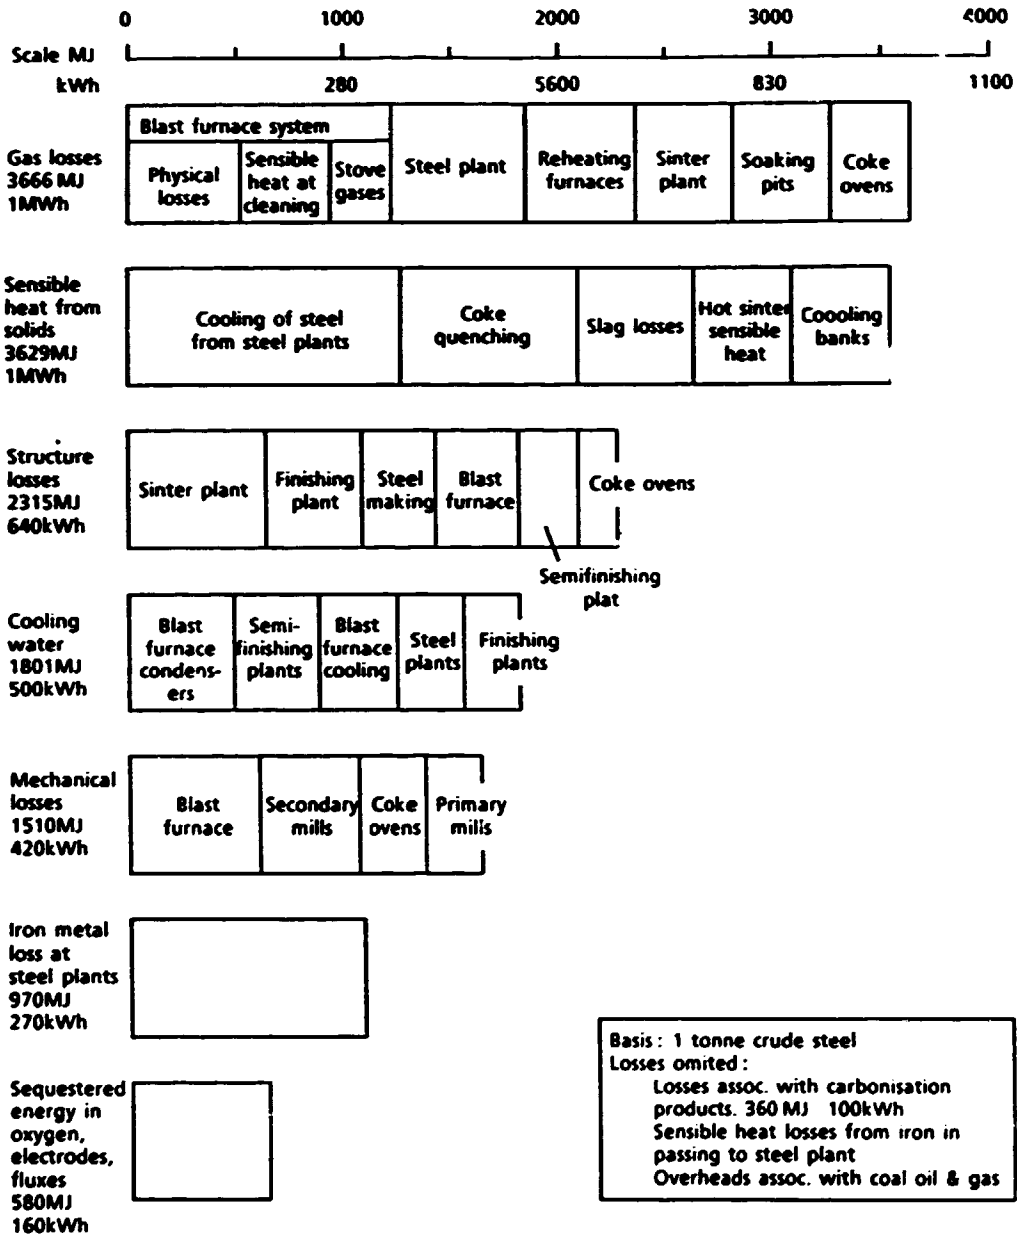 0 1000 2000 3000 4000
Scale MJ
kWh 280 5600 830 1100
Gas losses
3666 MJ
1MWh
Blast furnace system
Physical
losses
Sensible
heat at
cleaning
Stove
gases
Steel plant
Reheating
furnaces
Sinter
plant
Soaking
pits
Coke
ovens
Sensible
heat from
solids
3629MJ
1MWh
Cooling of steel
from steel plants
Coke
quenching
Slag losses
Hot sinter
sensible
heat
Coooling
banks
Structure
losses
2315MJ
640kWh
Sinter plant
Finishing
plant
Steel
making
Blast
furnace
Coke ovens
Semifinishing
plat
Cooling
water
1801MJ
500kWh
Blast
furnace
condens-
ers
Semi-
finishing
plants
Blast
furnace
cooling
Steel
plants
Finishing
plants
Mechanical
losses
1510MJ
420kWh
Blast
furnace
Secondary
mills
Coke
ovens
Primary
mills
Iron metal
loss at
steel plants
970MJ
270kWh
Sequestered
energy in
oxygen,
electrodes,
fluxes
580MJ
160kWh
Basis : 1 tonne crude steel
Losses omited :
Losses assoc. with carbonisation
products. 360 MJ 100kWh
Sensible heat losses from iron in
passing to steel plant
Overheads assoc. with coal oil & gas